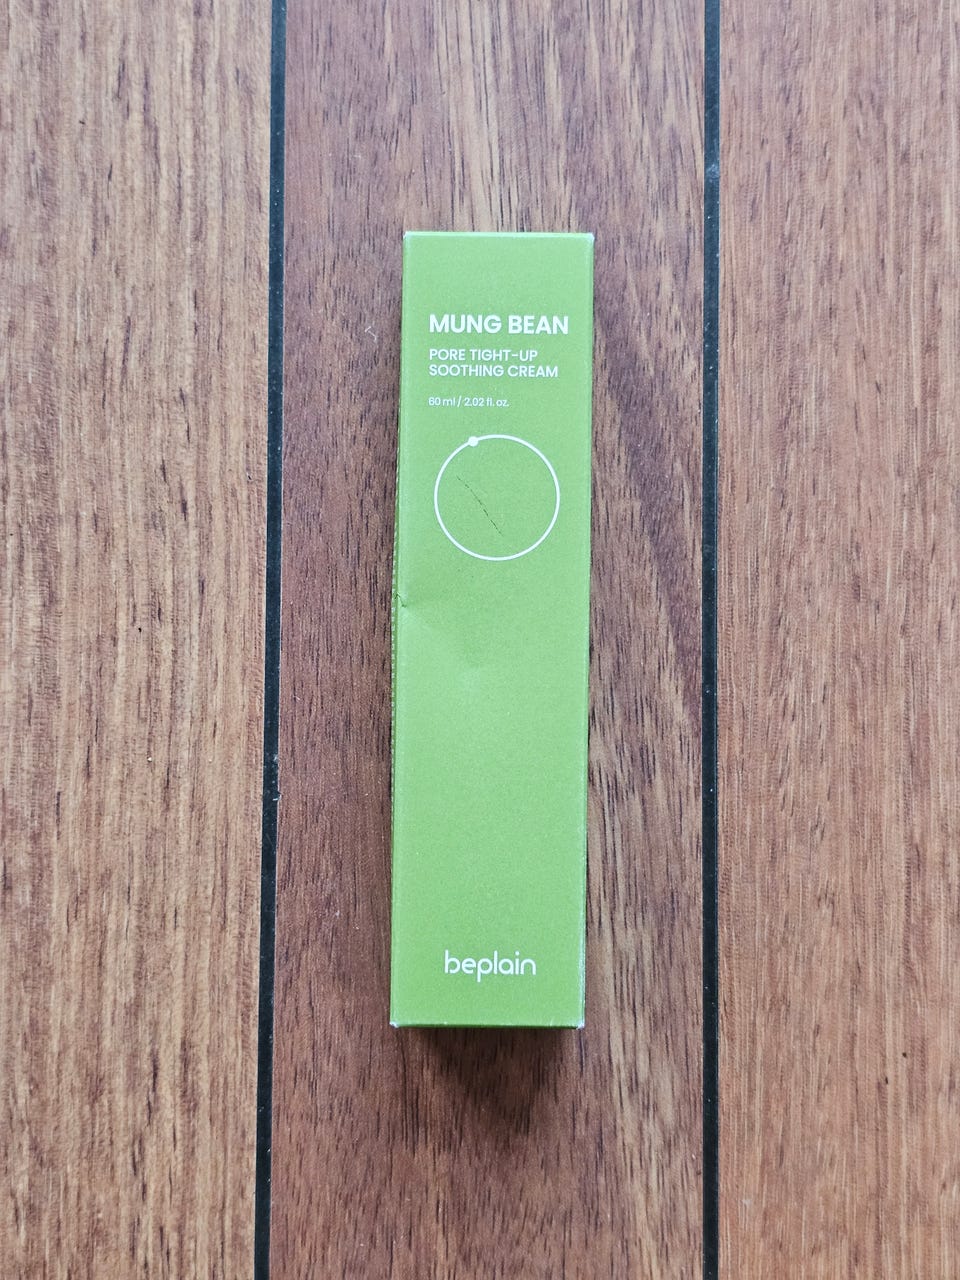 MUNG BEAN
PORE TIGHT-UP
SOOTHING CREAM
60 ml / 2.02 fl. oz.
beplain